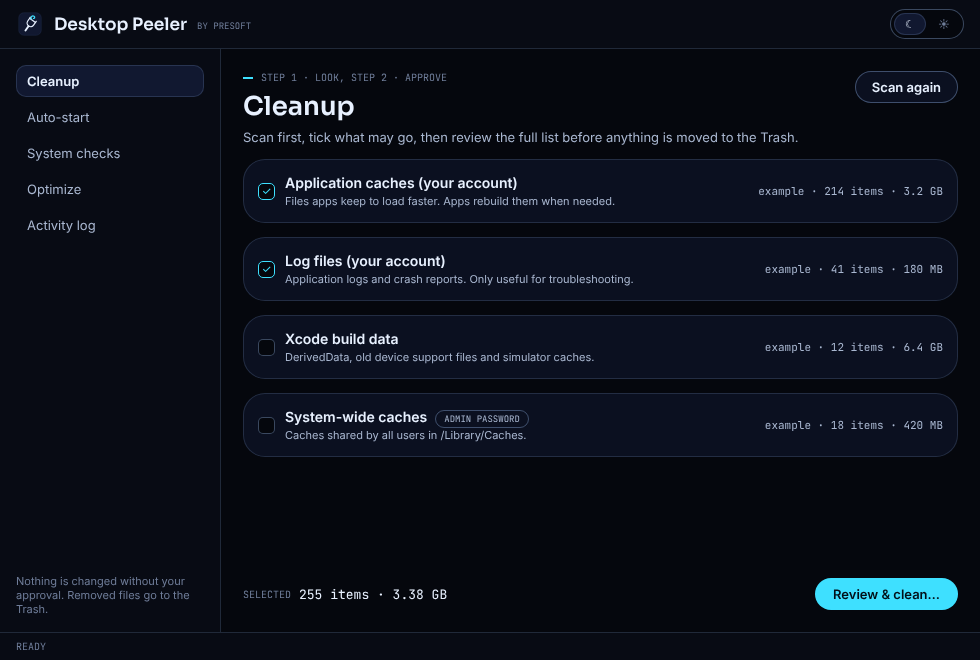 Desktop Peeler BY PRESOFT
Cleanup
Auto-start
System checks
Optimize
Activity log
Nothing is changed without your
approval. Removed files go to the
Trash.
STEP 1 · LOOK, STEP 2 · APPROVE
Cleanup
Scan again
Scan first, tick what may go, then review the full list before anything is moved to the Trash.
Application caches (your account)
Files apps keep to load faster. Apps rebuild them when needed.
example · 214 items · 3.2 GB
Log files (your account)
Application logs and crash reports. Only useful for troubleshooting.
example · 41 items · 180 MB
Xcode build data
DerivedData, old device support files and simulator caches.
example · 12 items · 6.4 GB
System-wide caches ADMIN PASSWORD
Caches shared by all users in /Library/Caches.
example · 18 items · 420 MB
SELECTED 255 items · 3.38 GB
Review & clean…
READY